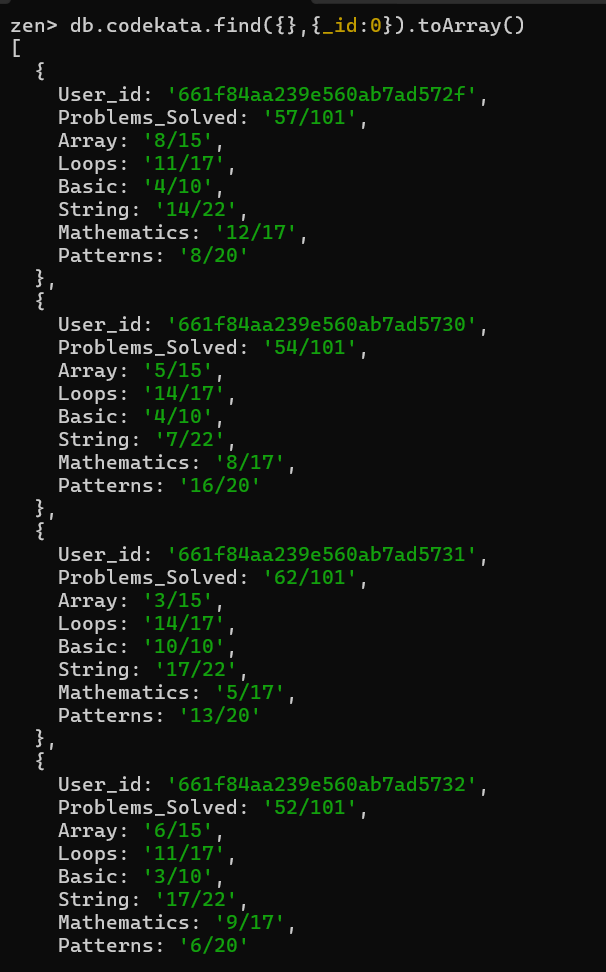 zen> db.codekata.find({},{_id:0}).toArray()
[
  {
    User_id: '661f84aa239e560ab7ad572f',
    Problems_Solved: '57/101',
    Array: '8/15',
    Loops: '11/17',
    Basic: '4/10',
    String: '14/22',
    Mathematics: '12/17',
    Patterns: '8/20'
  },
  {
    User_id: '661f84aa239e560ab7ad5730',
    Problems_Solved: '54/101',
    Array: '5/15',
    Loops: '14/17',
    Basic: '4/10',
    String: '7/22',
    Mathematics: '8/17',
    Patterns: '16/20'
  },
  {
    User_id: '661f84aa239e560ab7ad5731',
    Problems_Solved: '62/101',
    Array: '3/15',
    Loops: '14/17',
    Basic: '10/10',
    String: '17/22',
    Mathematics: '5/17',
    Patterns: '13/20'
  },
  {
    User_id: '661f84aa239e560ab7ad5732',
    Problems_Solved: '52/101',
    Array: '6/15',
    Loops: '11/17',
    Basic: '3/10',
    String: '17/22',
    Mathematics: '9/17',
    Patterns: '6/20'